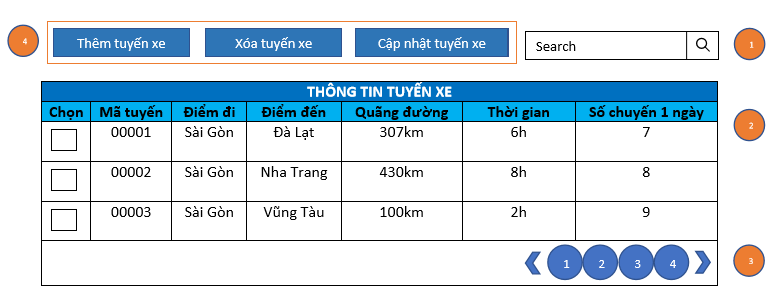 4 Thêm tuyến xe Xóa tuyến xe Cập nhật tuyến xe Search 1
THÔNG TIN TUYẾN XE
Chọn Mã tuyến Điểm đi Điểm đến Quãng đường Thời gian Số chuyến 1 ngày
00001 Sài Gòn Đà Lạt 307km 6h 7 2
00002 Sài Gòn Nha Trang 430km 8h 8
00003 Sài Gòn Vũng Tàu 100km 2h 9
1 2 3 4 3